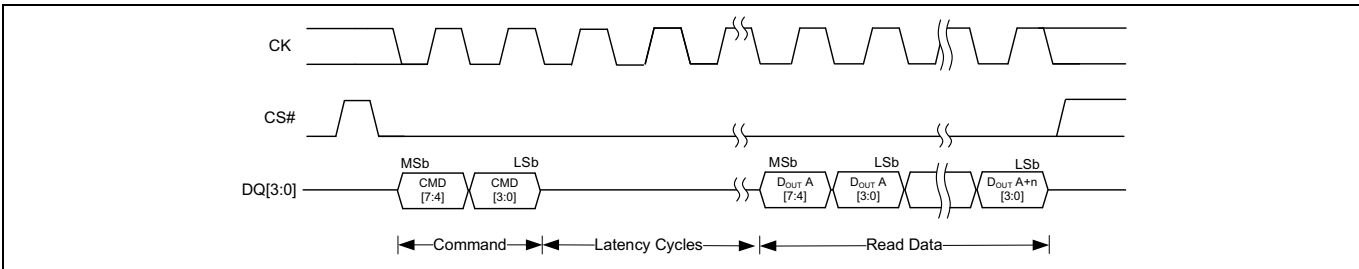 CK
CS#
MSb LSb MSb LSb LSb
DQ[3:0] CMD CMD DOUT A DOUT A DOUT A+n
[7:4] [3:0] [7:4] [3:0] [3:0]
Command Latency Cycles Read Data